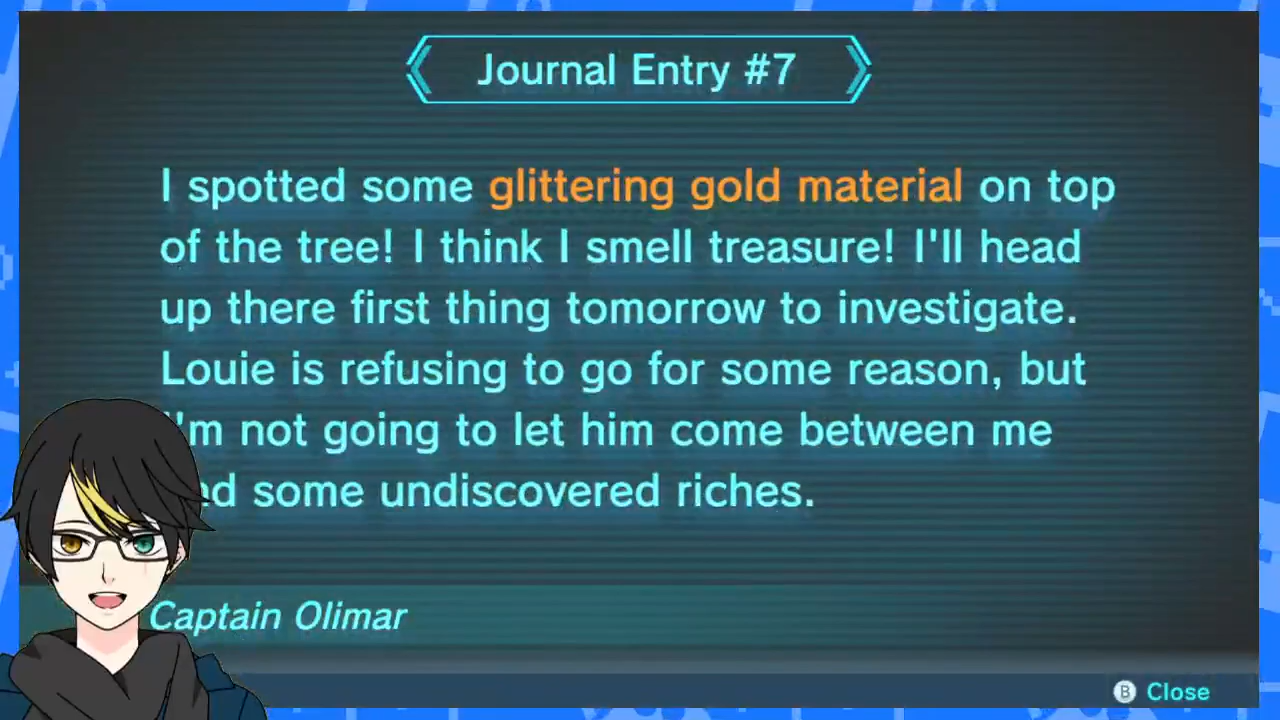 Journal Entry #7
I spotted some glittering gold material on top
of the tree! I think I smell treasure! I'll head
up there first thing tomorrow to investigate.
Louie is refusing to go for some reason, but
I'm not going to let him come between me
and some undiscovered riches.
Captain Olimar
B Close